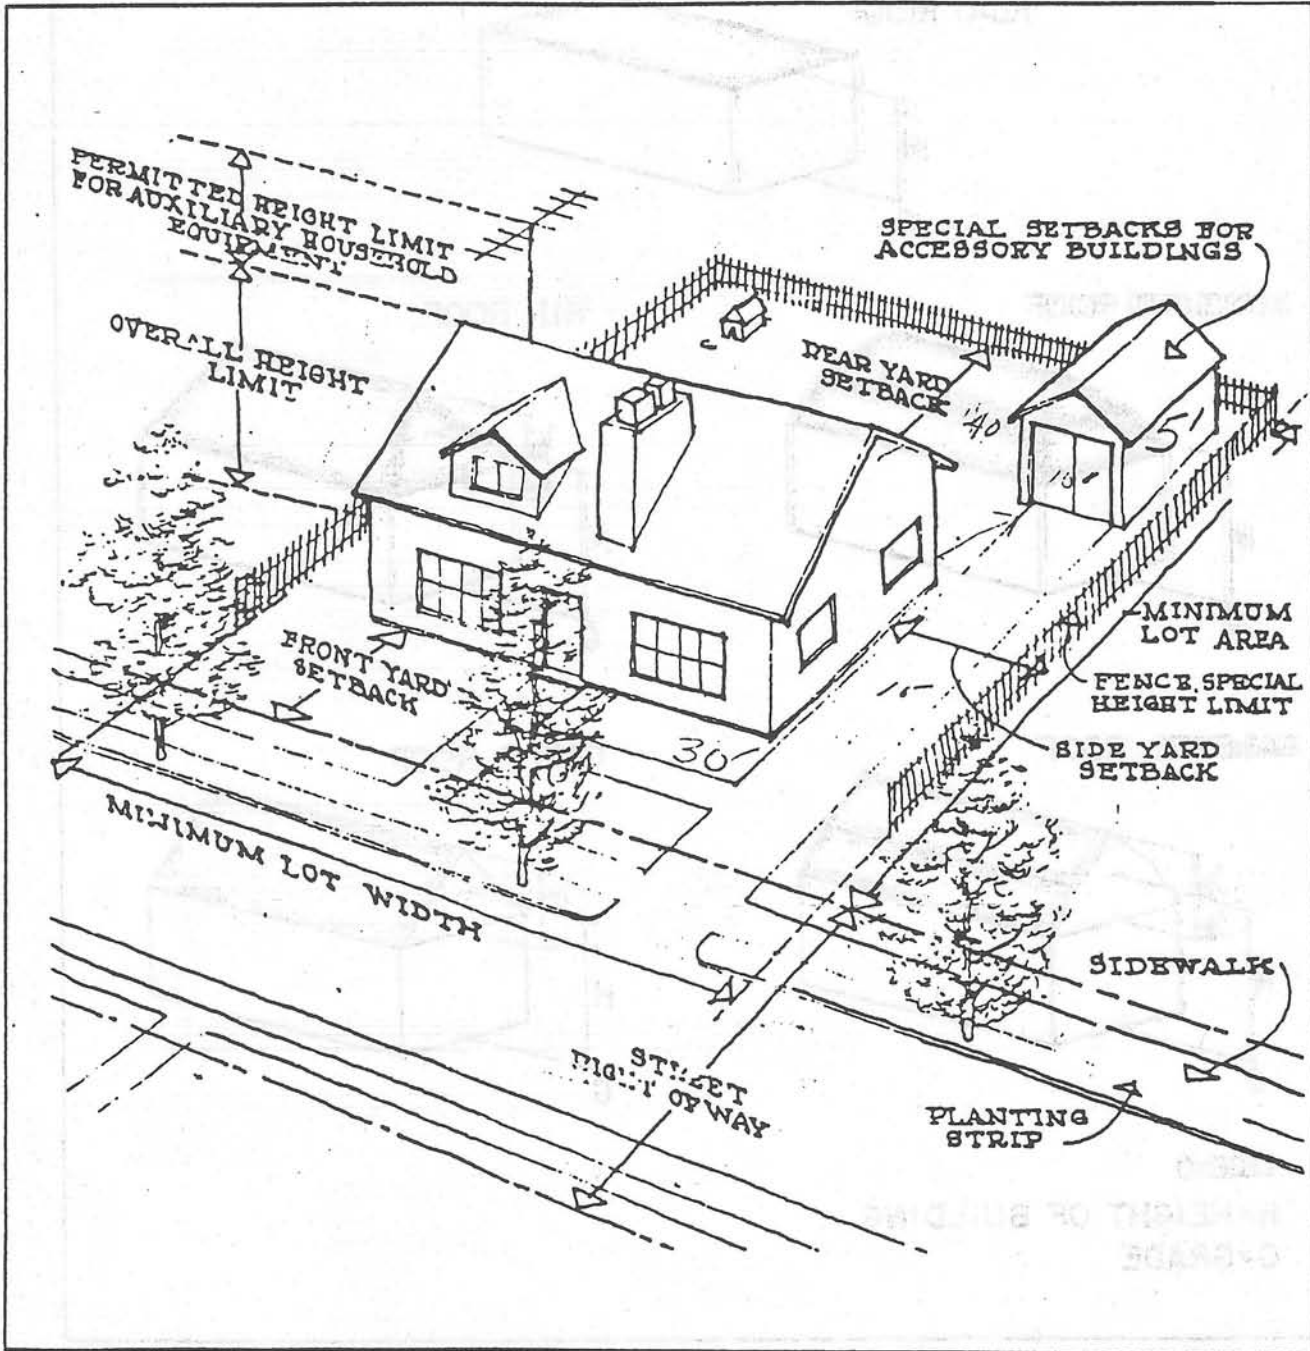 PERMITTED HEIGHT LIMIT
FOR AUXILIARY HOUSEHOLD
EQUIPMENT
SPECIAL SETBACKS FOR
ACCESSORY BUILDINGS
OVERALL HEIGHT
LIMIT
REAR YARD
SETBACK
'40
5'
FRONT YARD
SETBACK
30'
MINIMUM
LOT AREA
FENCE, SPECIAL
HEIGHT LIMIT
SIDE YARD
SETBACK
MINIMUM LOT WIDTH
SIDEWALK
STREET
RIGHT OF WAY
PLANTING
STRIP